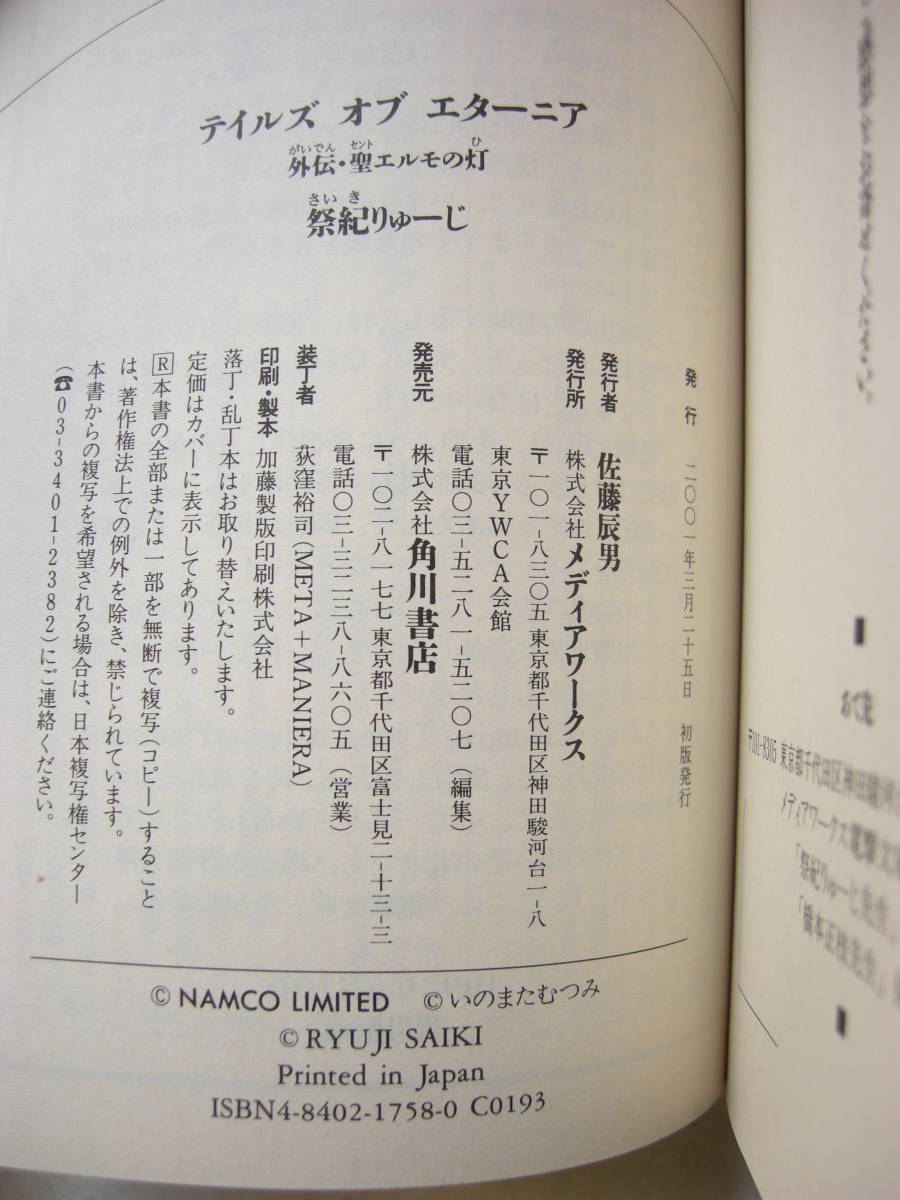 テイルズ オブ エターニア
外伝・聖エルモの灯
祭紀りゅーじ
発行 二〇〇一年三月二十五日 初版発行
発行者 佐藤辰男
発行所 株式会社メディアワークス
〒一〇一-八三〇五 東京都千代田区神田駿河台一-八
東京YWCA会館
電話〇三-五二八一-五二〇七(編集)
発売元 株式会社角川書店
〒一〇二-八一七七 東京都千代田区富士見二-十三-三
電話〇三-三二三八-八六〇五(営業)
装丁者 荻窪裕司(META+MANIERA)
印刷・製本 加藤製版印刷株式会社
落丁・乱丁本はお取り替えいたします。
定価はカバーに表示してあります。
Ⓡ本書の全部または一部を無断で複写(コピー)すること
は、著作権法上での例外を除き、禁じられています。
本書からの複写を希望される場合は、日本複写権センター
(☎03-3401-2382)にご連絡ください。
© NAMCO LIMITED © いのまたむつみ
© RYUJI SAIKI
Printed in Japan
ISBN4-8402-1758-0 C0193
ください。
あて先
東京都千代田区神田駿河
メディアワークス電撃文庫
「祭紀りゅーじ先生」